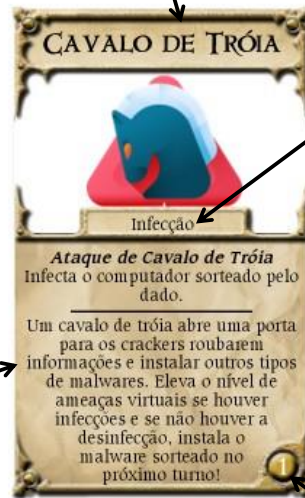 CAVALO DE TRÓIA
Infecção
Ataque de Cavalo de Tróia
Infecta o computador sorteado pelo
dado.
Um cavalo de tróia abre uma porta
para os crackers roubarem
informações e instalar outros tipos
de malwares. Eleva o nível de
ameaças virtuais se houver
infecções e se não houver a
desinfecção, instala o
malware sorteado no
próximo turno!
1